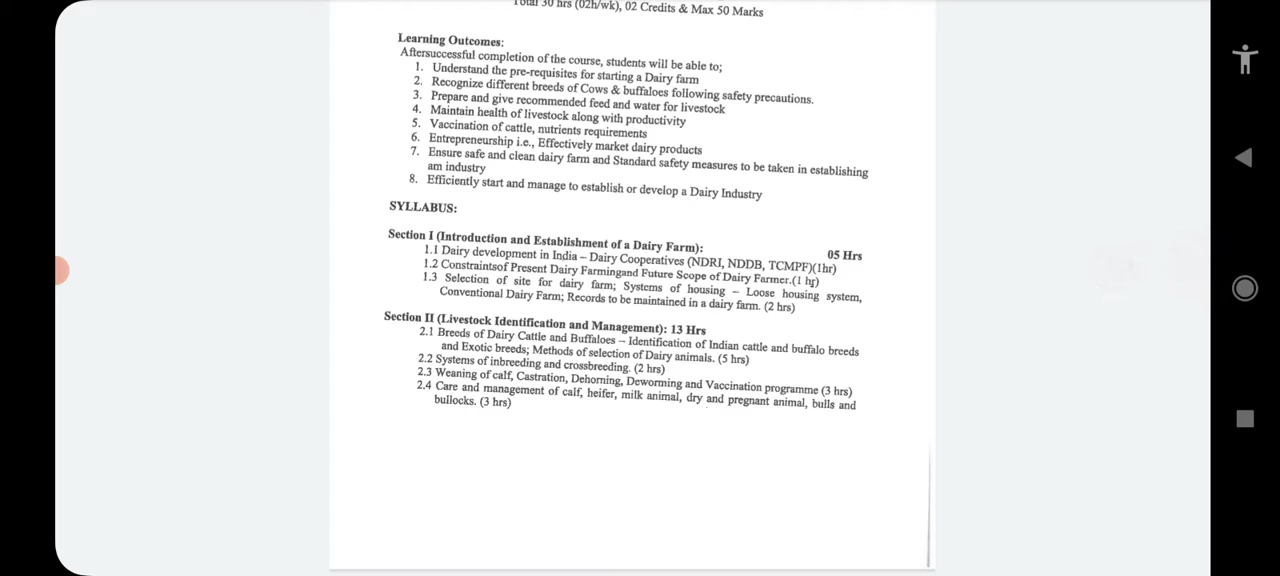 Total 30 hrs (02h/wk), 02 Credits & Max 50 Marks
Learning Outcomes:
Aftersuccessful completion of the course, students will be able to;
1. Understand the pre-requisites for starting a Dairy farm
2. Recognize different breeds of Cows & buffaloes following safety precautions.
3. Prepare and give recommended feed and water for livestock
4. Maintain health of livestock along with productivity
5. Vaccination of cattle, nutrients requirements
6. Entrepreneurship i.e., Effectively market dairy products
7. Ensure safe and clean dairy farm and Standard safety measures to be taken in establishing
am industry
8. Efficiently start and manage to establish or develop a Dairy Industry
SYLLABUS:
Section I (Introduction and Establishment of a Dairy Farm): 05 Hrs
1.1 Dairy development in India – Dairy Cooperatives (NDRI, NDDB, TCMPF)(1hr)
1.2 Constraintsof Present Dairy Farmingand Future Scope of Dairy Farmer.(1 hr)
1.3 Selection of site for dairy farm; Systems of housing – Loose housing system,
Conventional Dairy Farm; Records to be maintained in a dairy farm. (2 hrs)
Section II (Livestock Identification and Management): 13 Hrs
2.1 Breeds of Dairy Cattle and Buffaloes – Identification of Indian cattle and buffalo breeds
and Exotic breeds; Methods of selection of Dairy animals. (5 hrs)
2.2 Systems of inbreeding and crossbreeding. (2 hrs)
2.3 Weaning of calf, Castration, Dehorning, Deworming and Vaccination programme (3 hrs)
2.4 Care and management of calf, heifer, milk animal, dry and pregnant animal, bulls and
bullocks. (3 hrs)